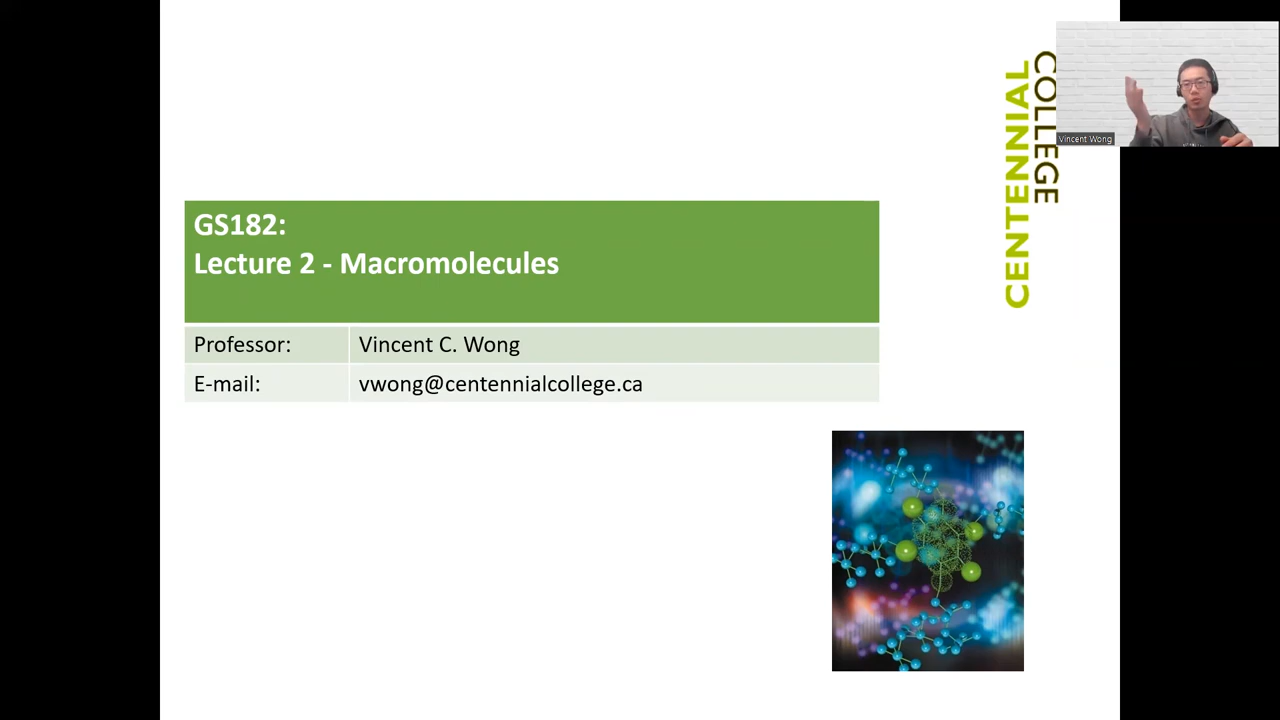 CENTENNIAL
COLLEGE
Vincent Wong
GS182:
Lecture 2 - Macromolecules
Professor:
Vincent C. Wong
E-mail:
vwong@centennialcollege.ca